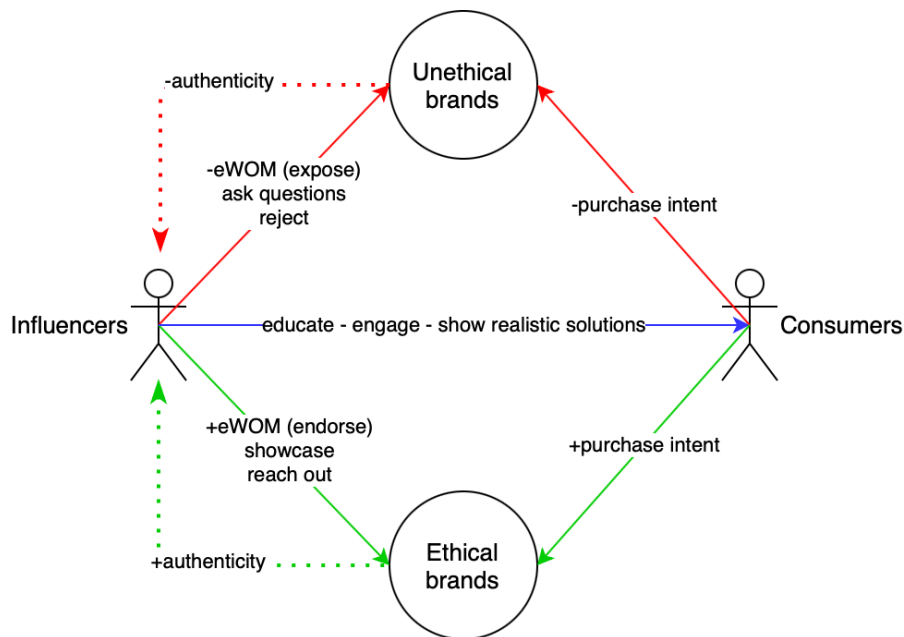 Unethical
brands
-authenticity
-eWOM (expose)
ask questions
reject
-purchase intent
Influencers
educate - engage - show realistic solutions
Consumers
+eWOM (endorse)
showcase
reach out
+purchase intent
+authenticity
Ethical
brands